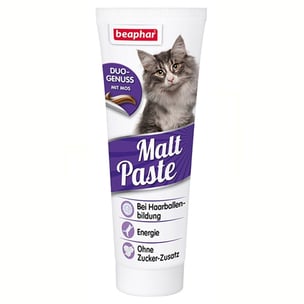 beaphar
DUO-
GENUSS
MIT MOS
Malt
Paste
Bei Haarballen-
bildung
Energie
Ohne
Zucker-Zusatz